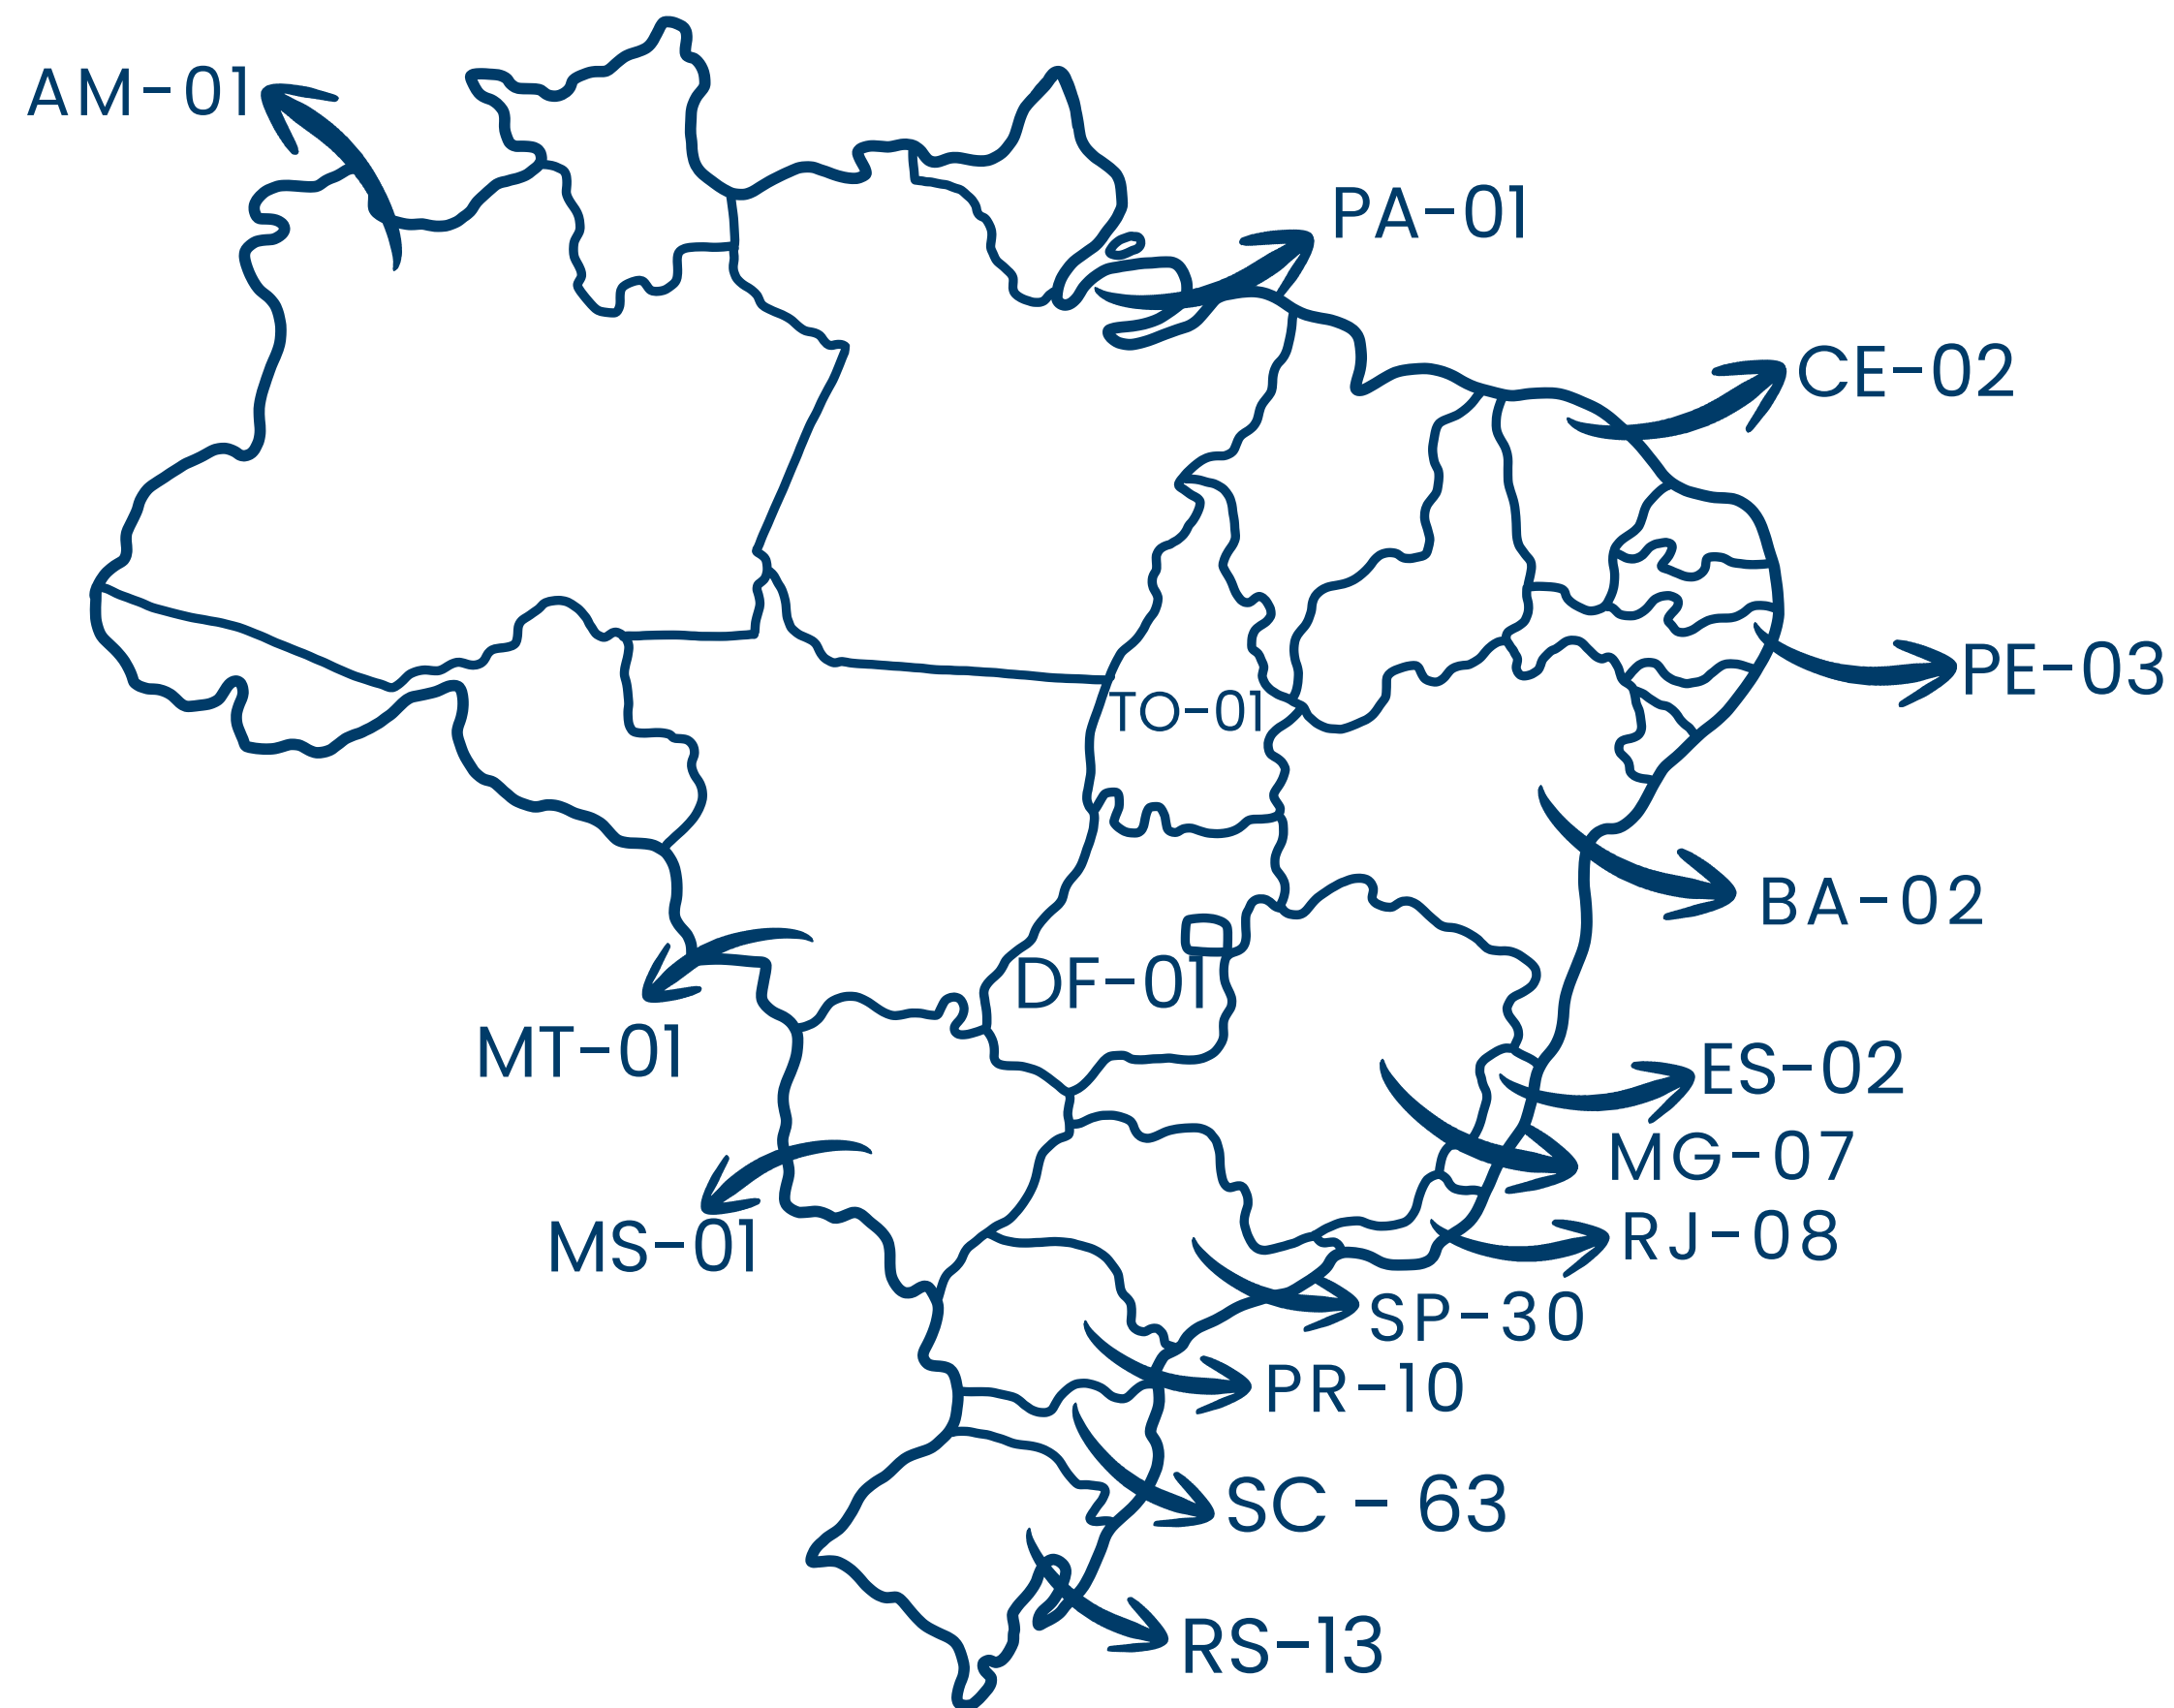 AM-01
PA-01
CE-02
PE-03
TO-01
BA-02
DF-01
MT-01
ES-02
MG-07
MS-01
RJ-08
SP-30
PR-10
SC - 63
RS-13